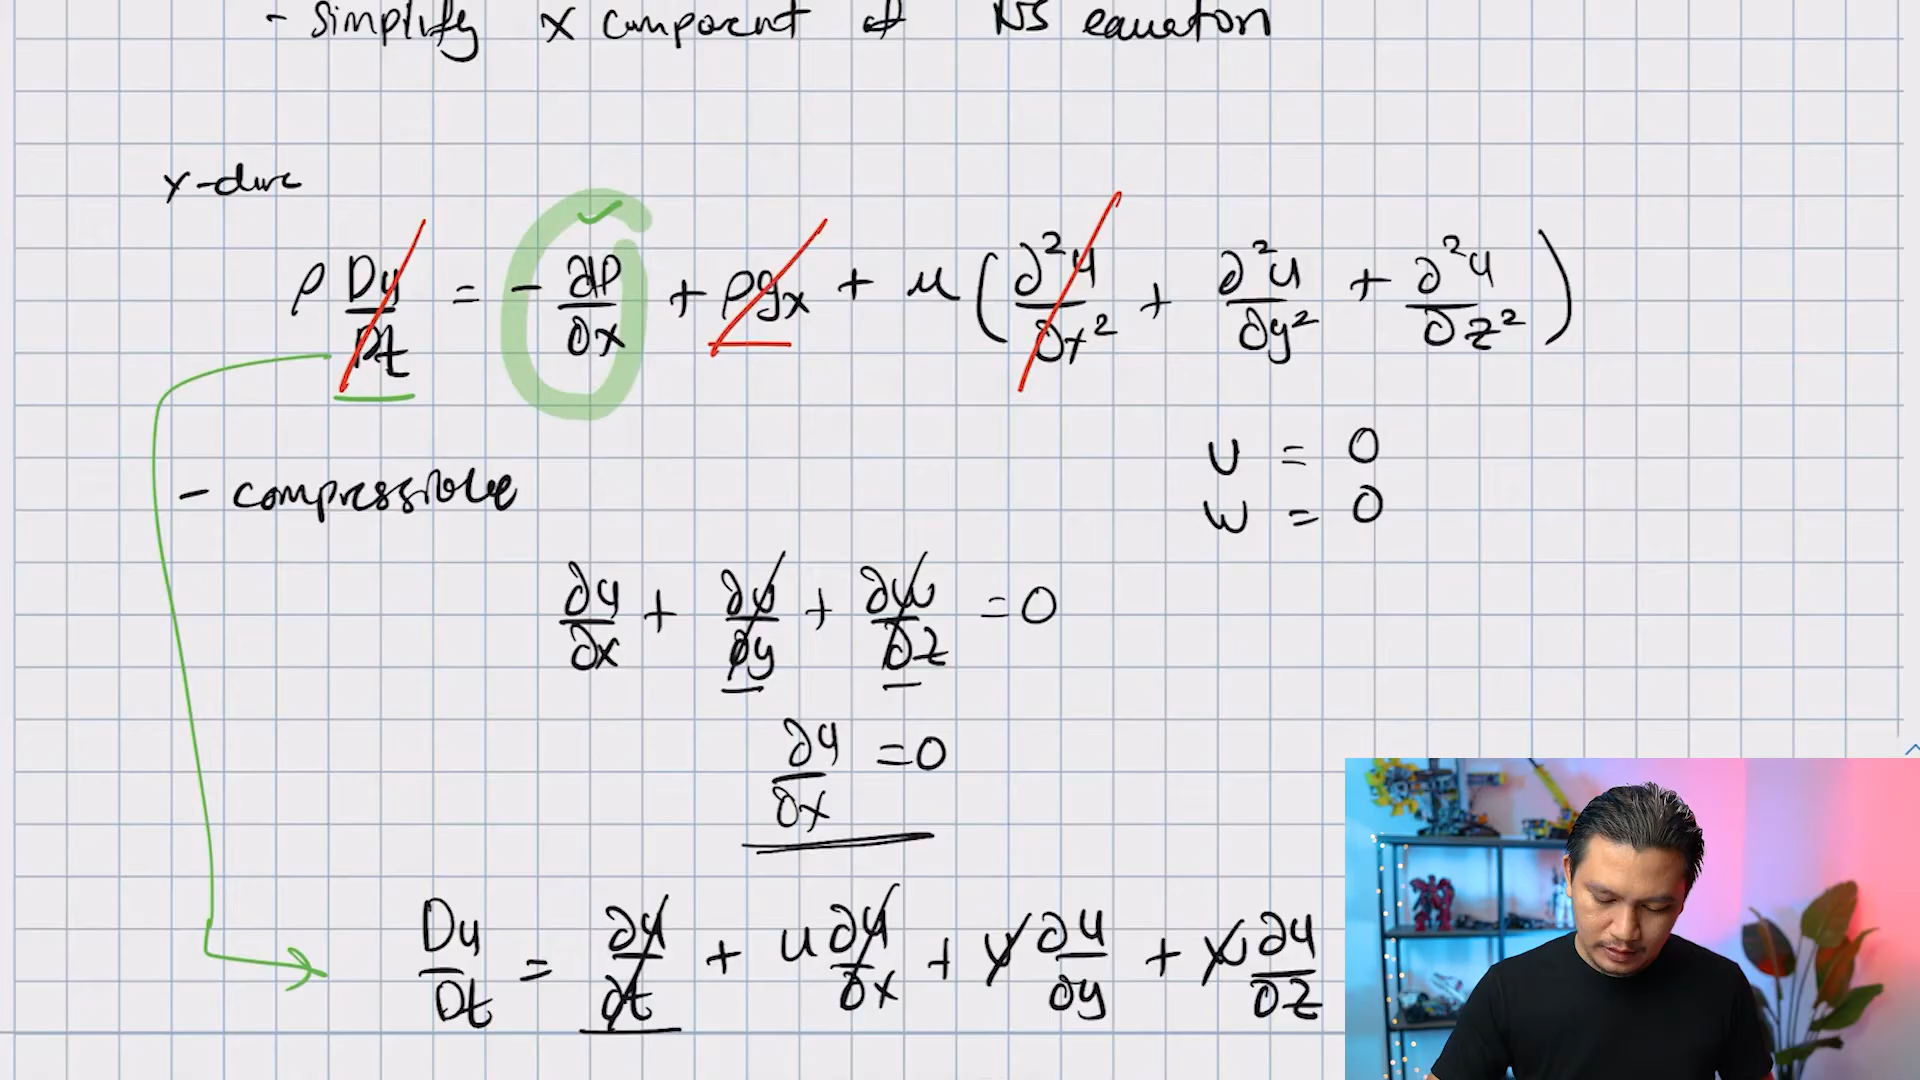 - Simplify x component of NS equation
x-dirc
ρ Du/Dt = - ∂P/∂x + ρgx + μ ( ∂²u/∂x² + ∂²u/∂y² + ∂²u/∂z² )
- compressible
υ = 0
w = 0
∂u/∂x + ∂v/∂y + ∂w/∂z = 0
∂u/∂x = 0
Du/Dt = ∂u/∂t + u ∂u/∂x + v ∂u/∂y + w ∂u/∂z